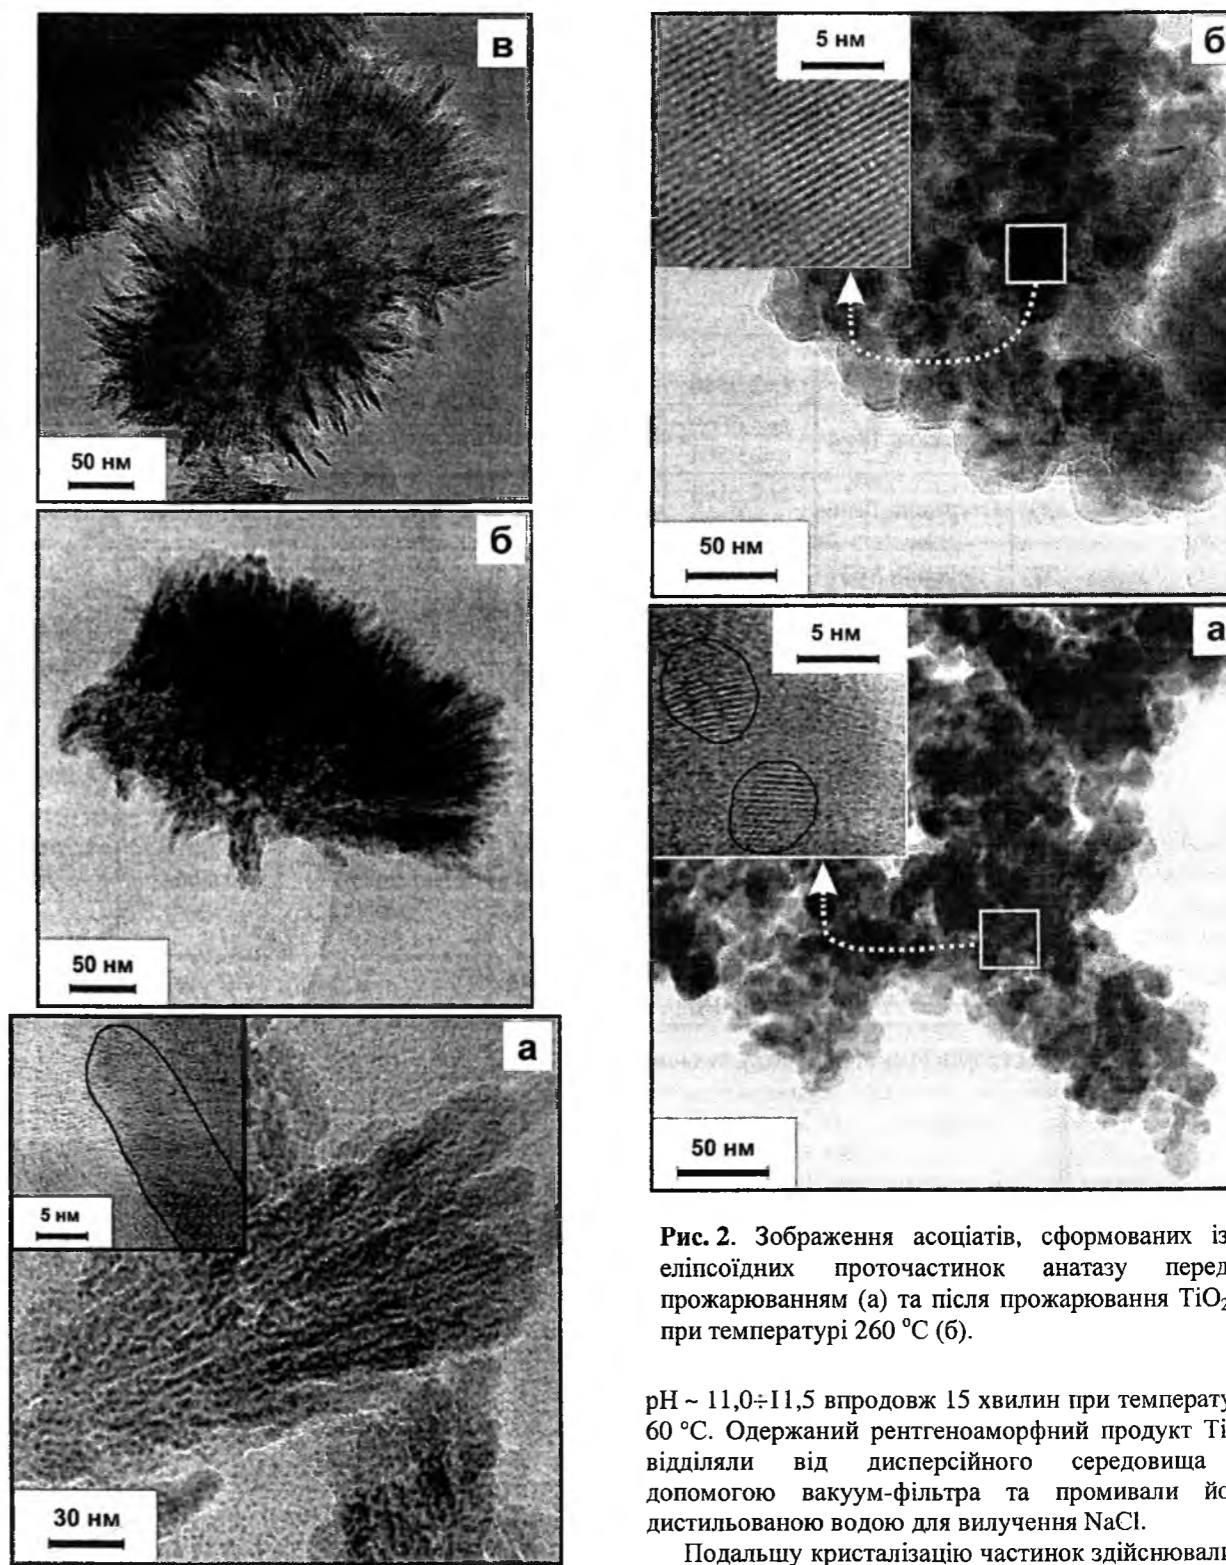 в
50 нм
б
50 нм
а
5 нм
30 нм
б
5 нм
50 нм
а
5 нм
50 нм
Рис. 2. Зображення асоціатів, сформованих із
еліпсоїдних проточастинок анатазу перед
прожарюванням (а) та після прожарювання TiO₂
при температурі 260 °С (б).
рН ~ 11,0÷11,5 впродовж 15 хвилин при температу
60 °С. Одержаний рентгеноаморфний продукт Ti
відділяли від дисперсійного середовища
допомогою вакуум-фільтра та промивали йо
дистильованою водою для вилучення NaCl.
Подальшу кристалізацію частинок здійснювал